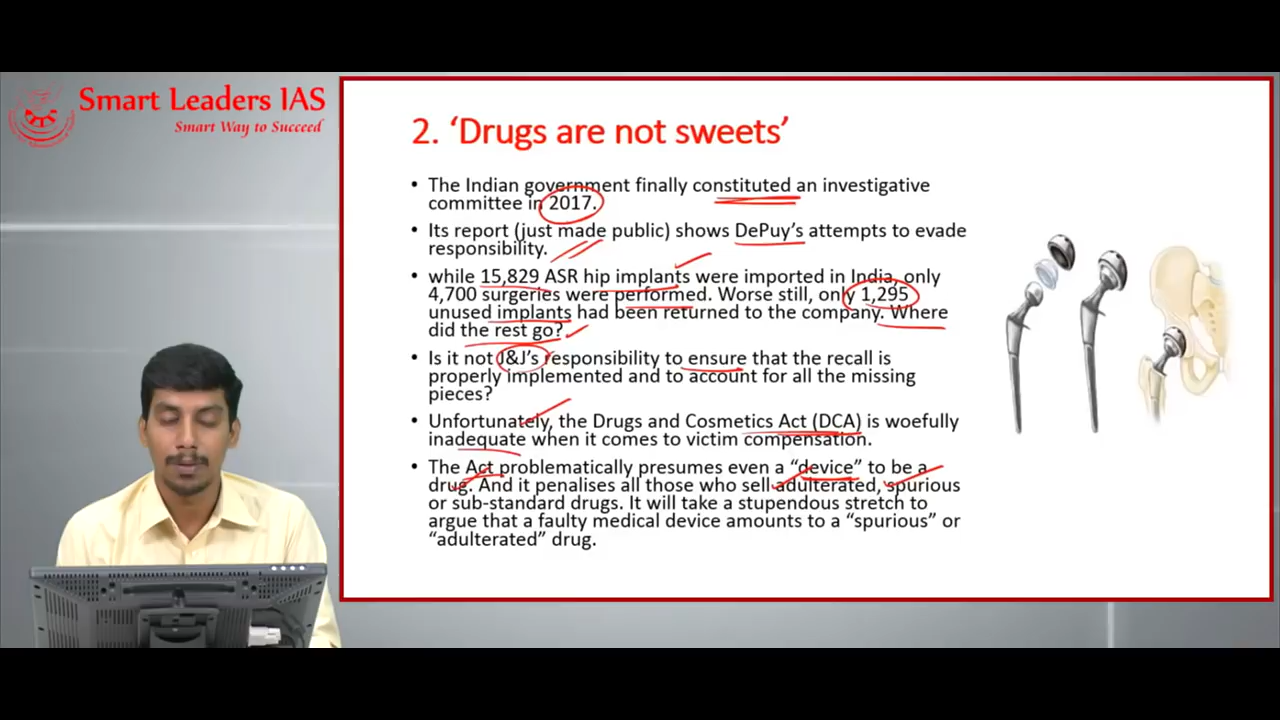 Smart Leaders IAS
Smart Way to Succeed
2. ‘Drugs are not sweets’
• The Indian government finally constituted an investigative
committee in 2017.
• Its report (just made public) shows DePuy’s attempts to evade
responsibility.
• while 15,829 ASR hip implants were imported in India, only
4,700 surgeries were performed. Worse still, only 1,295
unused implants had been returned to the company. Where
did the rest go?
• Is it not J&J’s responsibility to ensure that the recall is
properly implemented and to account for all the missing
pieces?
• Unfortunately, the Drugs and Cosmetics Act (DCA) is woefully
inadequate when it comes to victim compensation.
• The Act problematically presumes even a “device” to be a
drug. And it penalises all those who sell adulterated, spurious
or sub-standard drugs. It will take a stupendous stretch to
argue that a faulty medical device amounts to a “spurious” or
“adulterated” drug.